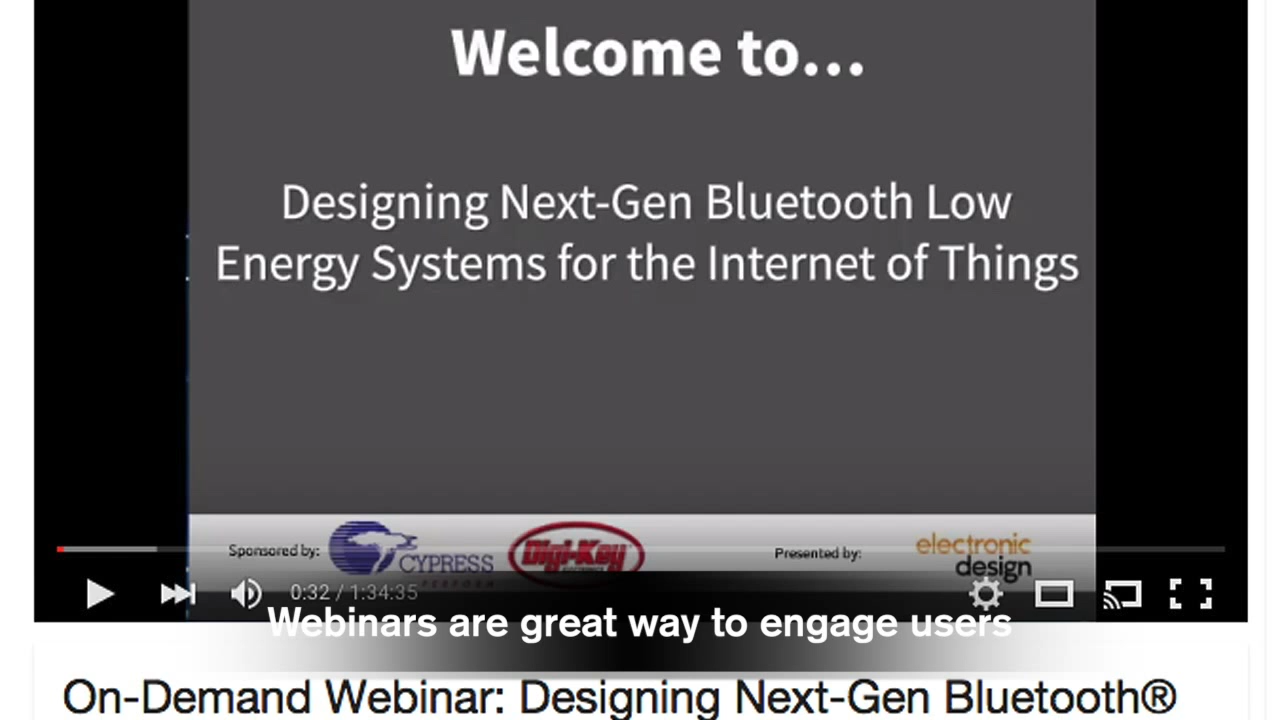 Welcome to...
Designing Next-Gen Bluetooth Low
Energy Systems for the Internet of Things
Sponsored by:
CYPRESS
PERFORM
Digi-Key
Presented by:
electronic
design
0:32 / 1:34:35
Webinars are great way to engage users
On-Demand Webinar: Designing Next-Gen Bluetooth®